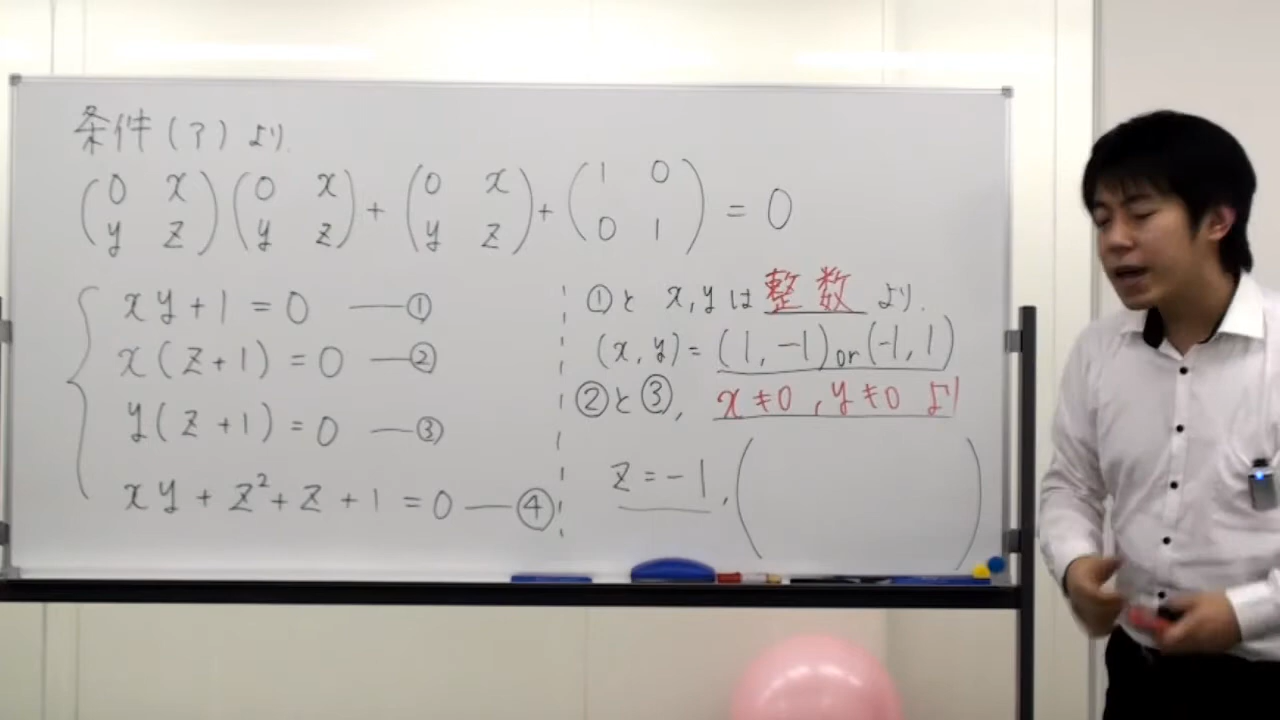 条件(ア)より
(0 x
y z)(0 x
y z)+(0 x
y z)+(1 0
0 1)=0
xy+1=0 ―①
x(z+1)=0 ―②
y(z+1)=0 ―③
xy+z²+z+1=0 ―④
①と x,yは整数より.
(x,y)=(1,-1)or(-1,1)
②と③, x≠0,y≠0より
z=-1,( )